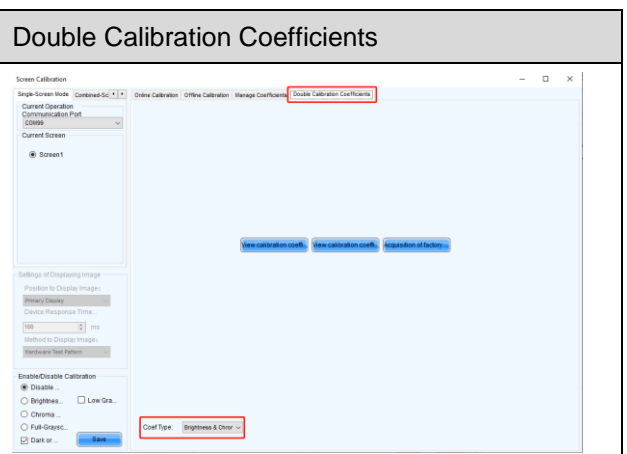 Double Calibration Coefficients
Screen Calibration
Single-Screen Mode Combined-Sc
Online Calibration Offline Calibration Manage Coefficients Double Calibration Coefficients
Current Operation
Communication Port
COM99
Current Screen
Screen1
View calibration coeffi... View calibration coeffi... Acquisition of factory ...
Settings of Displaying Image
Position to Display Image:
Primary Display
Device Response Time...
100 ms
Method to Display Image:
Hardware Test Pattern
Enable/Disable Calibration
Disable ...
Brightnes... Low Gra...
Chroma ...
Full-Graysc...
Dark or ... Save
Coef Type: Brightness & Chror